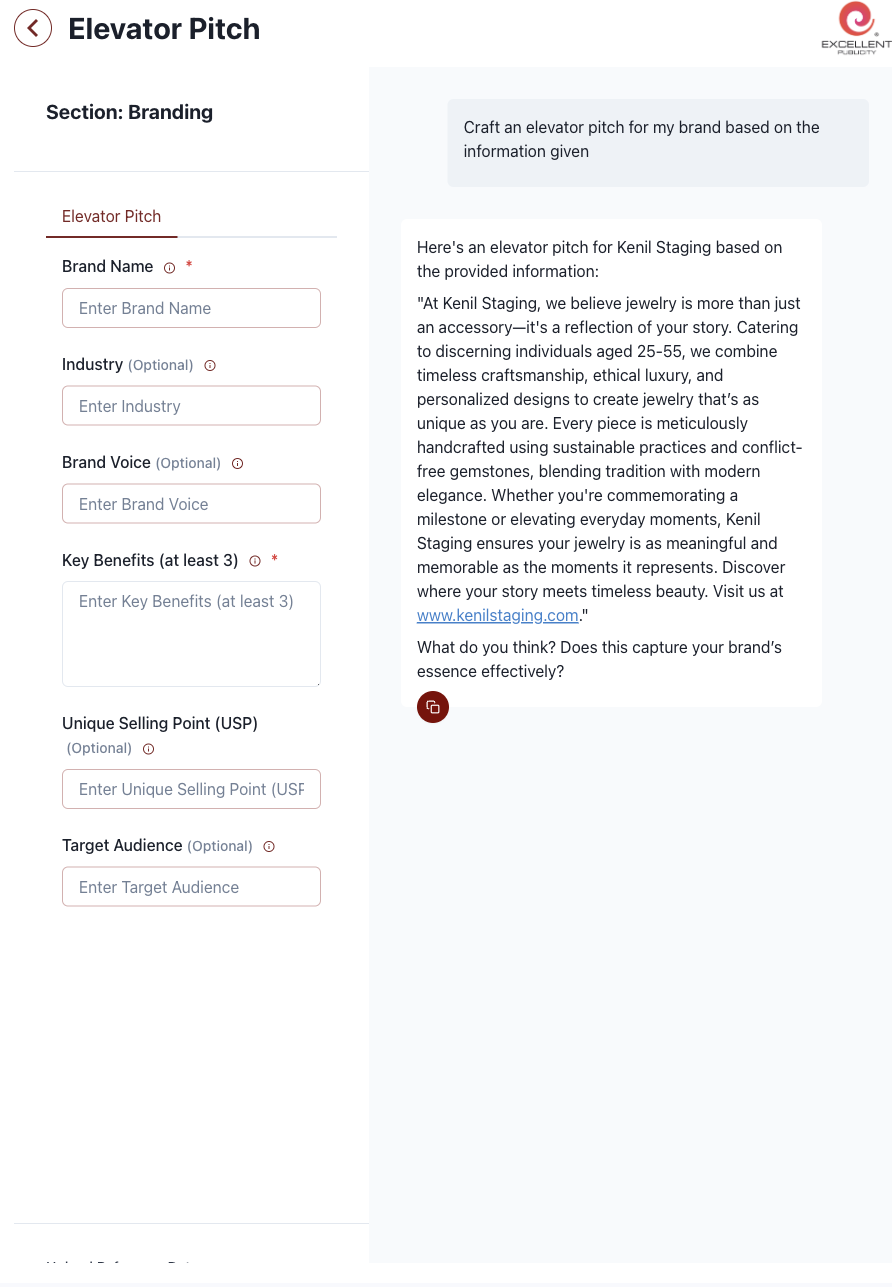 Elevator Pitch
EXCELLENT
PUBLICITY
Section: Branding
Elevator Pitch
Brand Name *
Enter Brand Name
Industry (Optional)
Enter Industry
Brand Voice (Optional)
Enter Brand Voice
Key Benefits (at least 3) *
Enter Key Benefits (at least 3)
Unique Selling Point (USP)
(Optional)
Enter Unique Selling Point (USP
Target Audience (Optional)
Enter Target Audience
Craft an elevator pitch for my brand based on the
information given
Here's an elevator pitch for Kenil Staging based on
the provided information:
"At Kenil Staging, we believe jewelry is more than just
an accessory—it's a reflection of your story. Catering
to discerning individuals aged 25-55, we combine
timeless craftsmanship, ethical luxury, and
personalized designs to create jewelry that’s as
unique as you are. Every piece is meticulously
handcrafted using sustainable practices and conflict-
free gemstones, blending tradition with modern
elegance. Whether you're commemorating a
milestone or elevating everyday moments, Kenil
Staging ensures your jewelry is as meaningful and
memorable as the moments it represents. Discover
where your story meets timeless beauty. Visit us at
www.kenilstaging.com."
What do you think? Does this capture your brand’s
essence effectively?